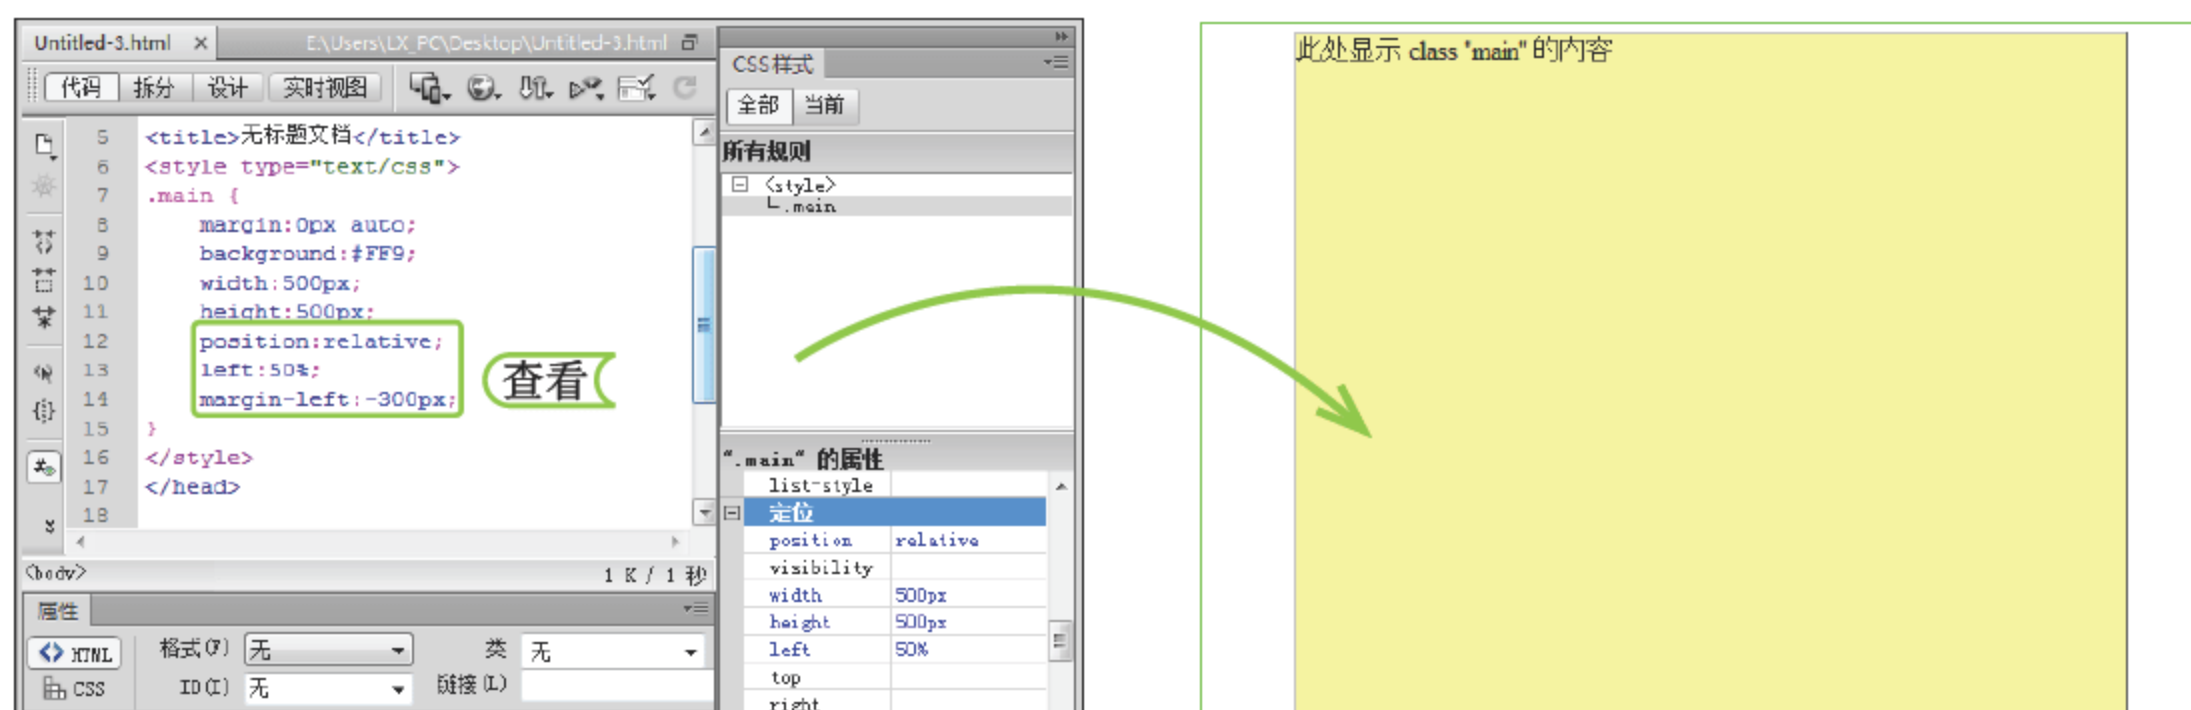 Untitled-3.html × E:\Users\LX_PC\Desktop\Untitled-3.html
代码 拆分 设计 实时视图
5 <title>无标题文档</title>
6 <style type="text/css">
7 .main {
8 margin:0px auto;
9 background:#FF9;
10 width:500px;
11 height:500px;
12 position:relative;
13 left:50%;
14 margin-left:-300px;
15 }
16 </style>
17 </head>
18
查看
<body> 1 K / 1 秒
属性
<> HTML 格式(F) 无 类 无
CSS ID(I) 无 链接(L)
CSS样式
全部 当前
所有规则
<style>
.main
".main" 的属性
list-style
定位
position relative
visibility
width 500px
height 500px
left 50%
top
right
此处显示 class "main" 的内容